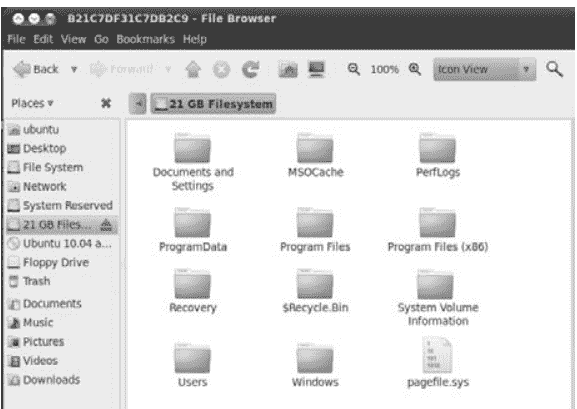 B21C7DF31C7DB2C9 - File Browser
File Edit View Go Bookmarks Help
Back Forward 100% Icon View
Places
21 GB Filesystem
ubuntu
Desktop
File System
Network
System Reserved
21 GB Files...
Ubuntu 10.04 a...
Floppy Drive
Trash
Documents
Music
Pictures
Videos
Downloads
Documents and
Settings
MSOCache
PerfLogs
ProgramData
Program Files
Program Files (x86)
Recovery
$Recycle.Bin
System Volume
Information
Users
Windows
pagefile.sys